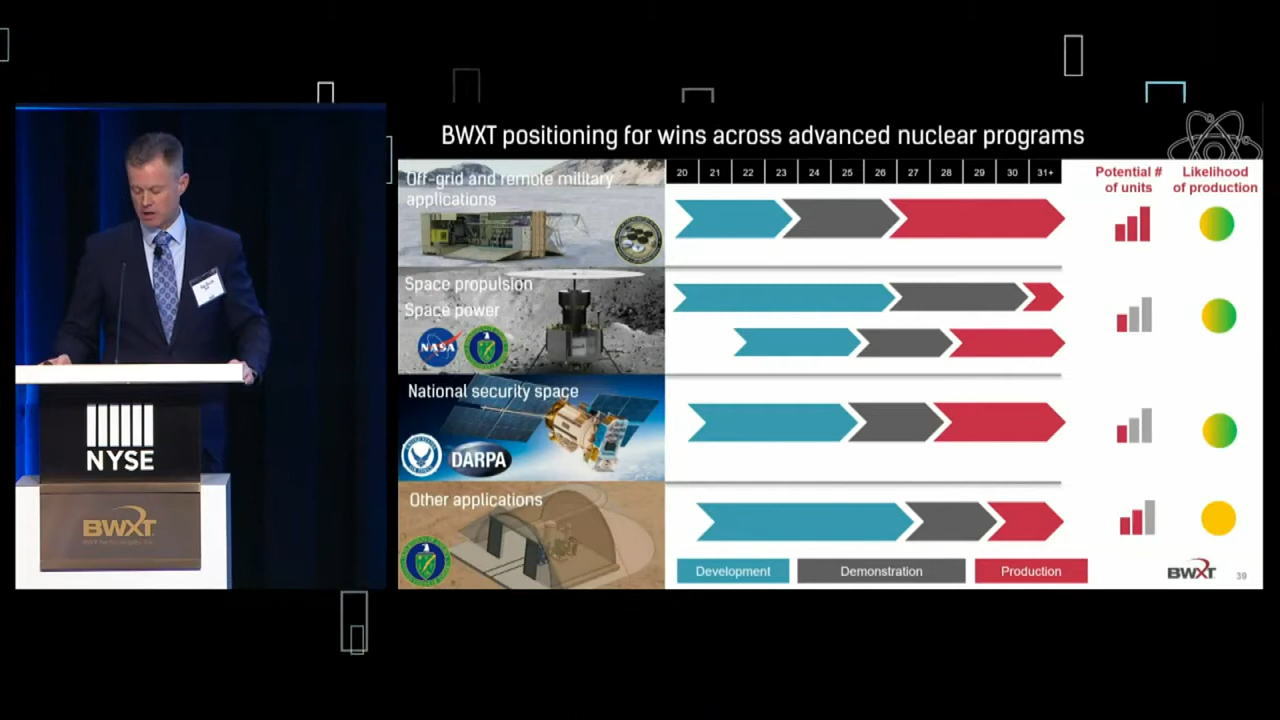 BWXT positioning for wins across advanced nuclear programs
20 21 22 23 24 25 26 27 28 29 30 31+
Potential #
of units
Likelihood
of production
Off-grid and remote military
applications
Space propulsion
Space power
NASA
National security space
DARPA
Other applications
Development
Demonstration
Production
BWXT
39
NYSE
BWXT